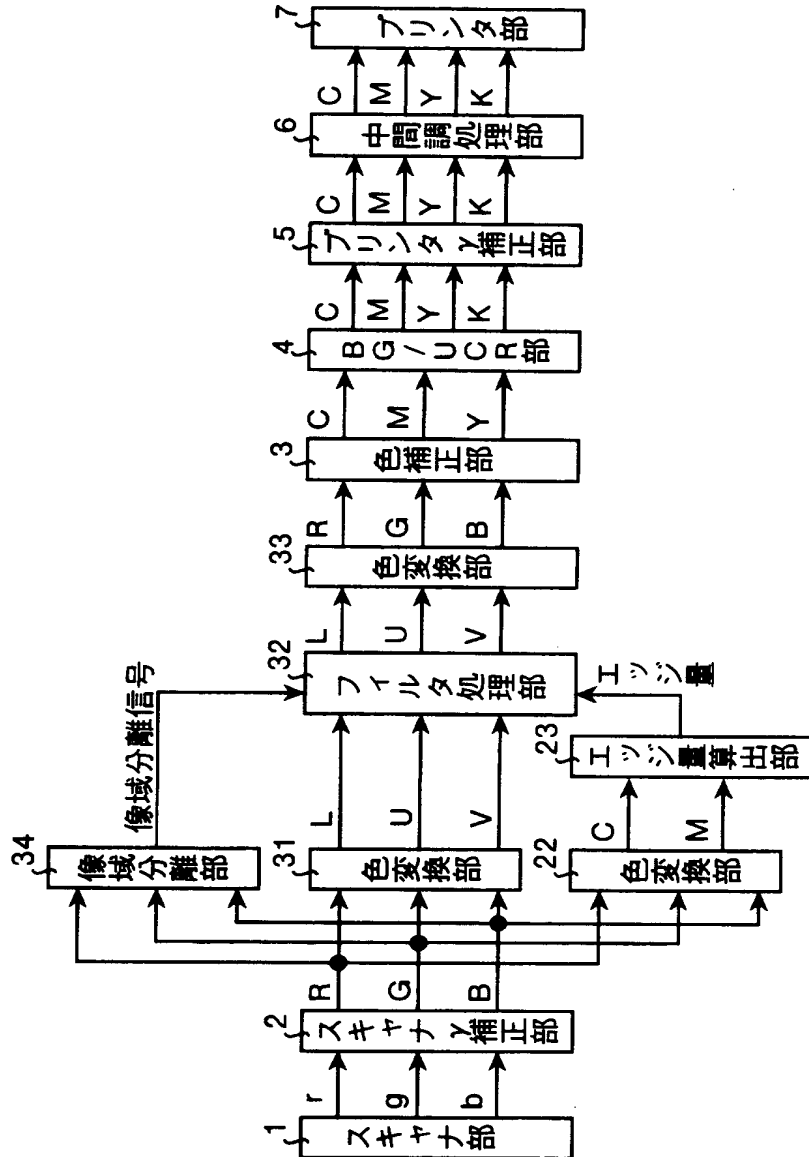 1
スキャナ部
r
g
b
2
スキャナγ補正部
R
G
B
34
像域分離部
像域分離信号
31
色変換部
L
U
V
22
色変換部
C
M
23
エッジ量算出部
エッジ量
32
フィルタ処理部
L
U
V
33
色変換部
R
G
B
3
色補正部
C
M
Y
4
BG/UCR部
C
M
Y
K
5
プリンタγ補正部
C
M
Y
K
6
中間調処理部
C
M
Y
K
7
プリンタ部